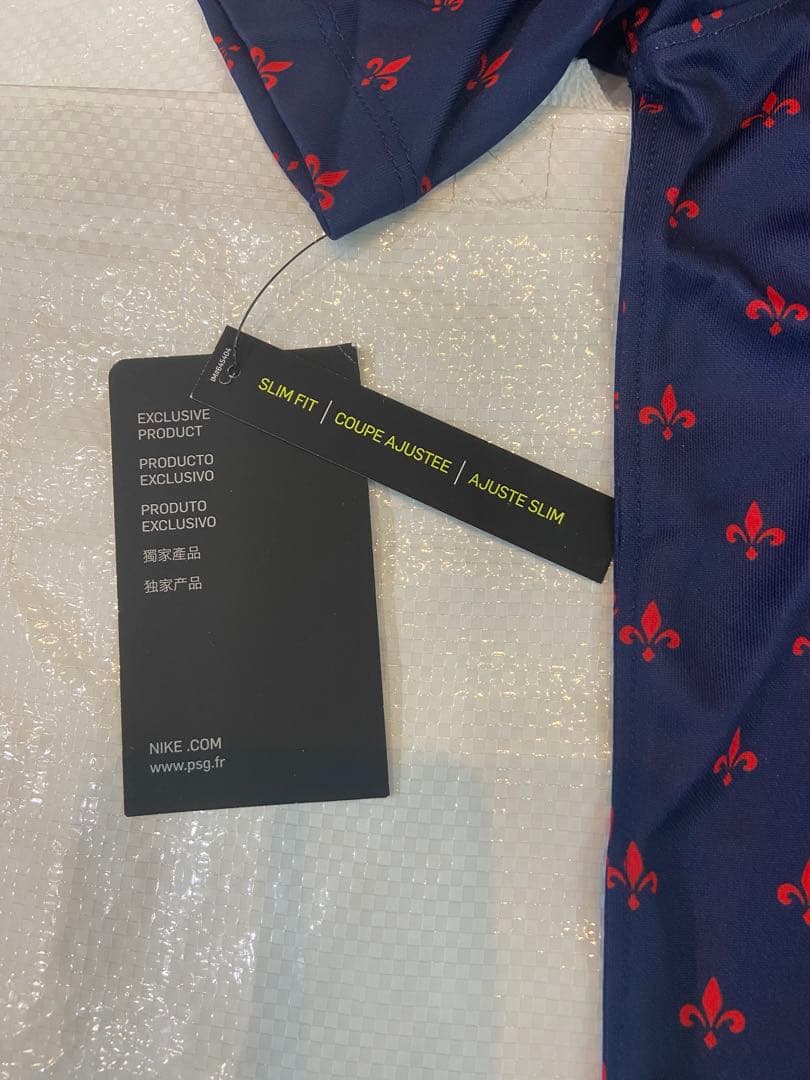 IM8645404
SLIM FIT | COUPE AJUSTEE | AJUSTE SLIM
EXCLUSIVE
PRODUCT
PRODUCTO
EXCLUSIVO
PRODUTO
EXCLUSIVO
獨家產品
独家产品
NIKE .COM
www.psg.fr